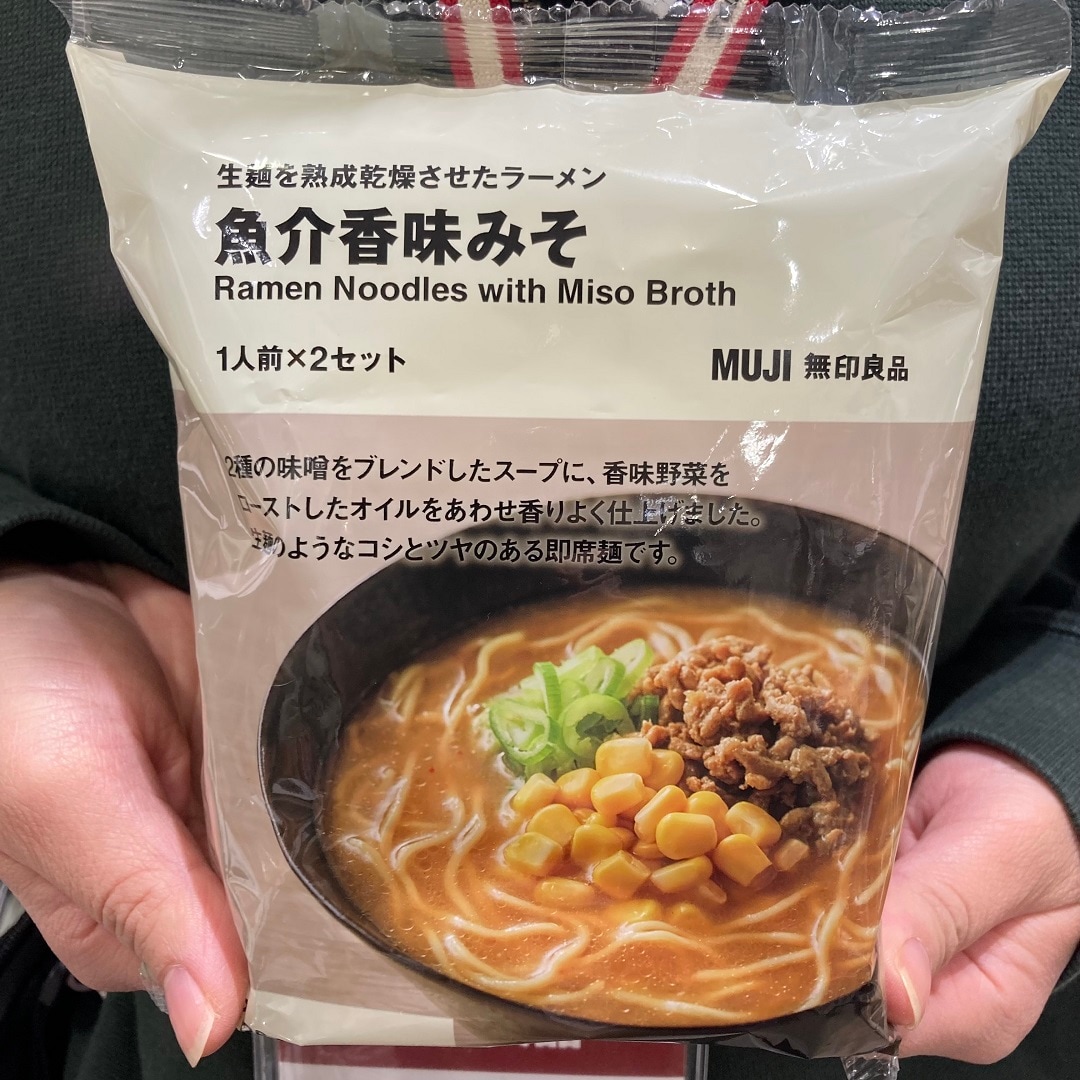 生麺を熟成乾燥させたラーメン
魚介香味みそ
Ramen Noodles with Miso Broth
1人前×2セット
MUJI 無印良品
2種の味噌をブレンドしたスープに、香味野菜を
ローストしたオイルをあわせ香りよく仕上げました。
生麺のようなコシとツヤのある即席麺です。